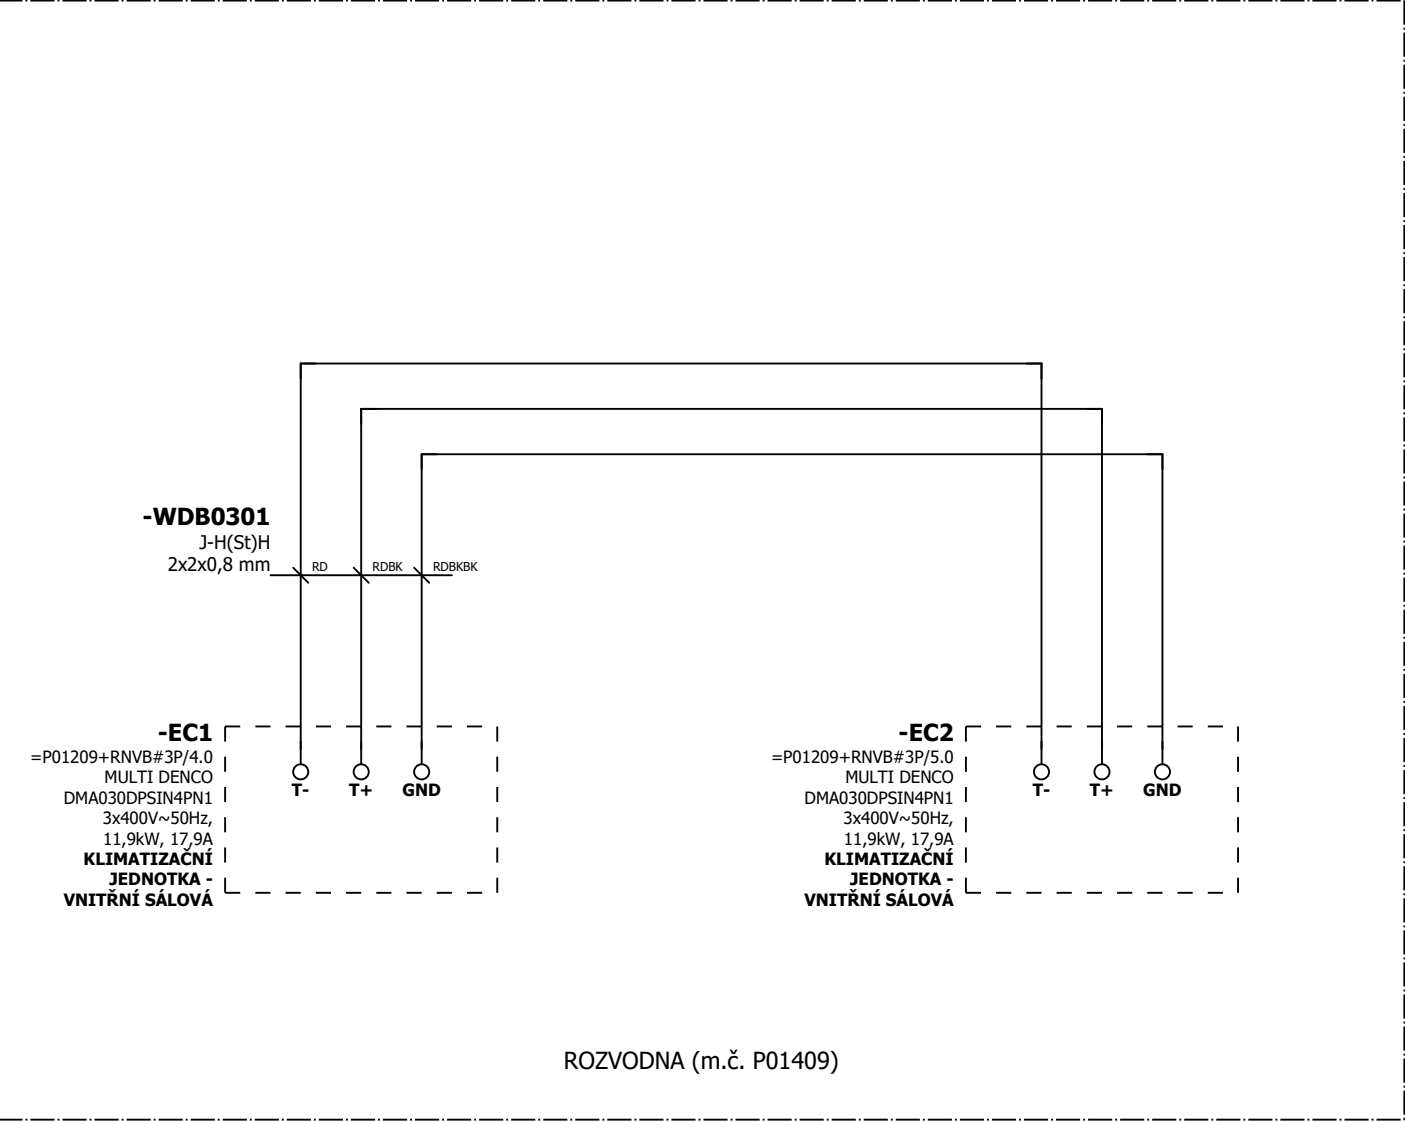 -WDB0301
J-H(St)H
2x2x0,8 mm
RD RDBK RDBKBK
-EC1
=P01209+RNVB#3P/4.0
MULTI DENCO
DMA030DPSIN4PN1
3x400V~50Hz,
11,9kW, 17,9A
KLIMATIZAČNÍ
JEDNOTKA -
VNITŘNÍ SÁLOVÁ
T- T+ GND
-EC2
=P01209+RNVB#3P/5.0
MULTI DENCO
DMA030DPSIN4PN1
3x400V~50Hz,
11,9kW, 17,9A
KLIMATIZAČNÍ
JEDNOTKA -
VNITŘNÍ SÁLOVÁ
T- T+ GND
ROZVODNA (m.č. P01409)